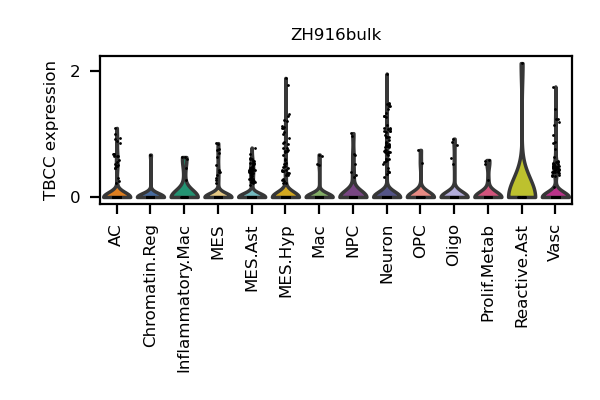 ZH916bulk
TBCC expression
2
0
AC
Chromatin.Reg
Inflammatory.Mac
MES
MES.Ast
MES.Hyp
Mac
NPC
Neuron
OPC
Oligo
Prolif.Metab
Reactive.Ast
Vasc